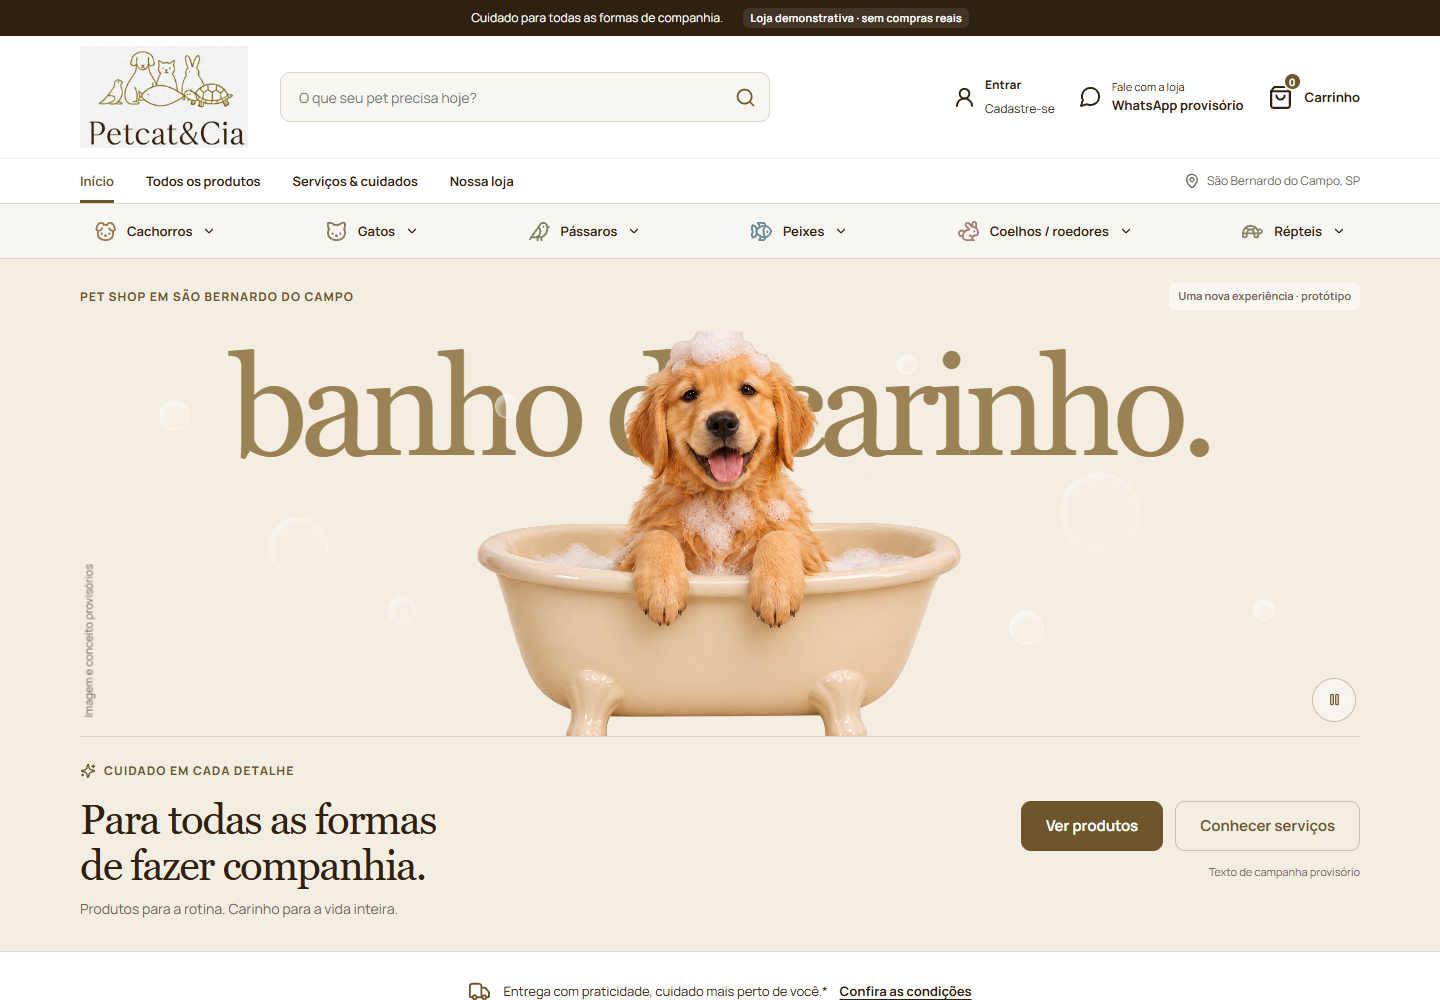 Cuidado para todas as formas de companhia.
Loja demonstrativa · sem compras reais
Petcat&Cia
O que seu pet precisa hoje?
Entrar
Cadastre-se
Fale com a loja
WhatsApp provisório
0
Carrinho
Início
Todos os produtos
Serviços & cuidados
Nossa loja
São Bernardo do Campo, SP
Cachorros
Gatos
Pássaros
Peixes
Coelhos / roedores
Répteis
PET SHOP EM SÃO BERNARDO DO CAMPO
Uma nova experiência · protótipo
banho d carinho.
Imagem e conceito provisórios
CUIDADO EM CADA DETALHE
Para todas as formas
de fazer companhia.
Produtos para a rotina. Carinho para a vida inteira.
Ver produtos
Conhecer serviços
Texto de campanha provisório
Entrega com praticidade, cuidado mais perto de você.*
Confira as condições